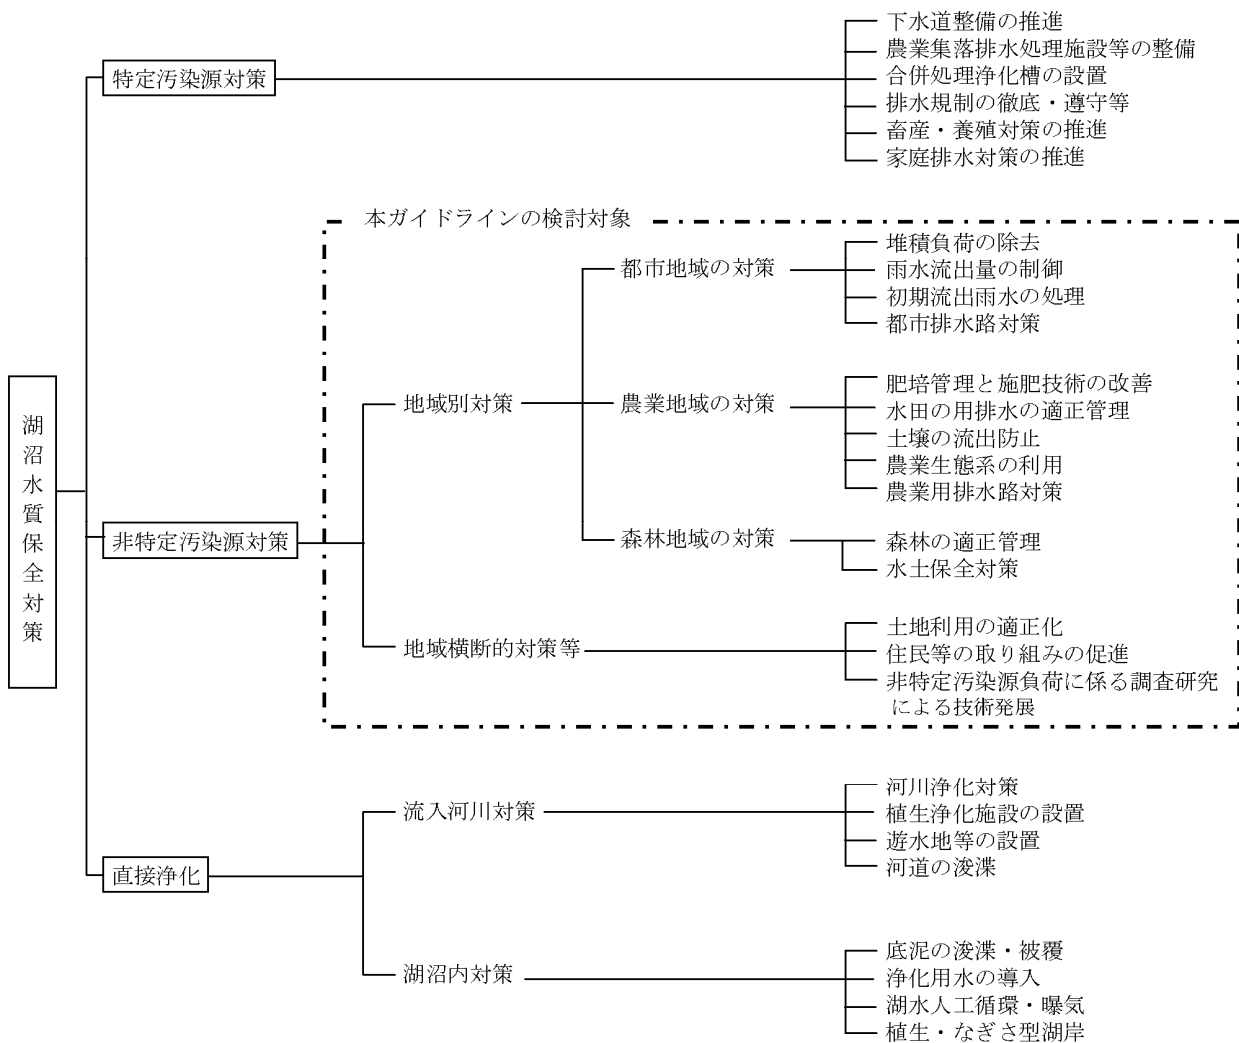 湖沼水質保全対策
特定汚染源対策
下水道整備の推進
農業集落排水処理施設等の整備
合併処理浄化槽の設置
排水規制の徹底・遵守等
畜産・養殖対策の推進
家庭排水対策の推進
本ガイドラインの検討対象
非特定汚染源対策
地域別対策
都市地域の対策
堆積負荷の除去
雨水流出量の制御
初期流出雨水の処理
都市排水路対策
農業地域の対策
肥培管理と施肥技術の改善
水田の用排水の適正管理
土壌の流出防止
農業生態系の利用
農業用排水路対策
森林地域の対策
森林の適正管理
水土保全対策
地域横断的対策等
土地利用の適正化
住民等の取り組みの促進
非特定汚染源負荷に係る調査研究
による技術発展
直接浄化
流入河川対策
河川浄化対策
植生浄化施設の設置
遊水地等の設置
河道の浚渫
湖沼内対策
底泥の浚渫・被覆
浄化用水の導入
湖水人工循環・曝気
植生・なぎさ型湖岸